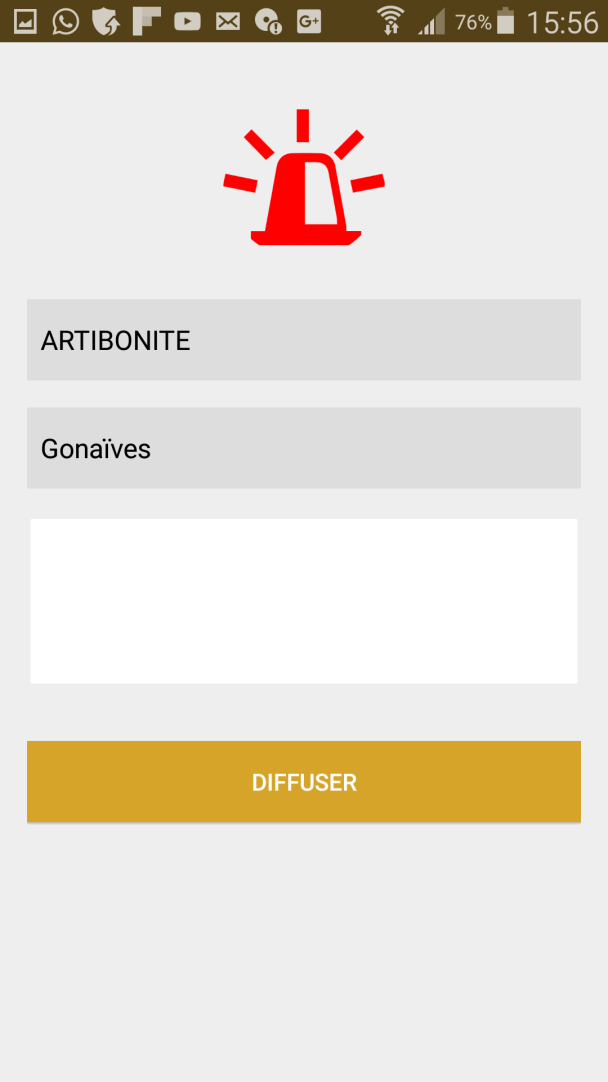 76% 15:56
ARTIBONITE
Gonaïves
DIFFUSER